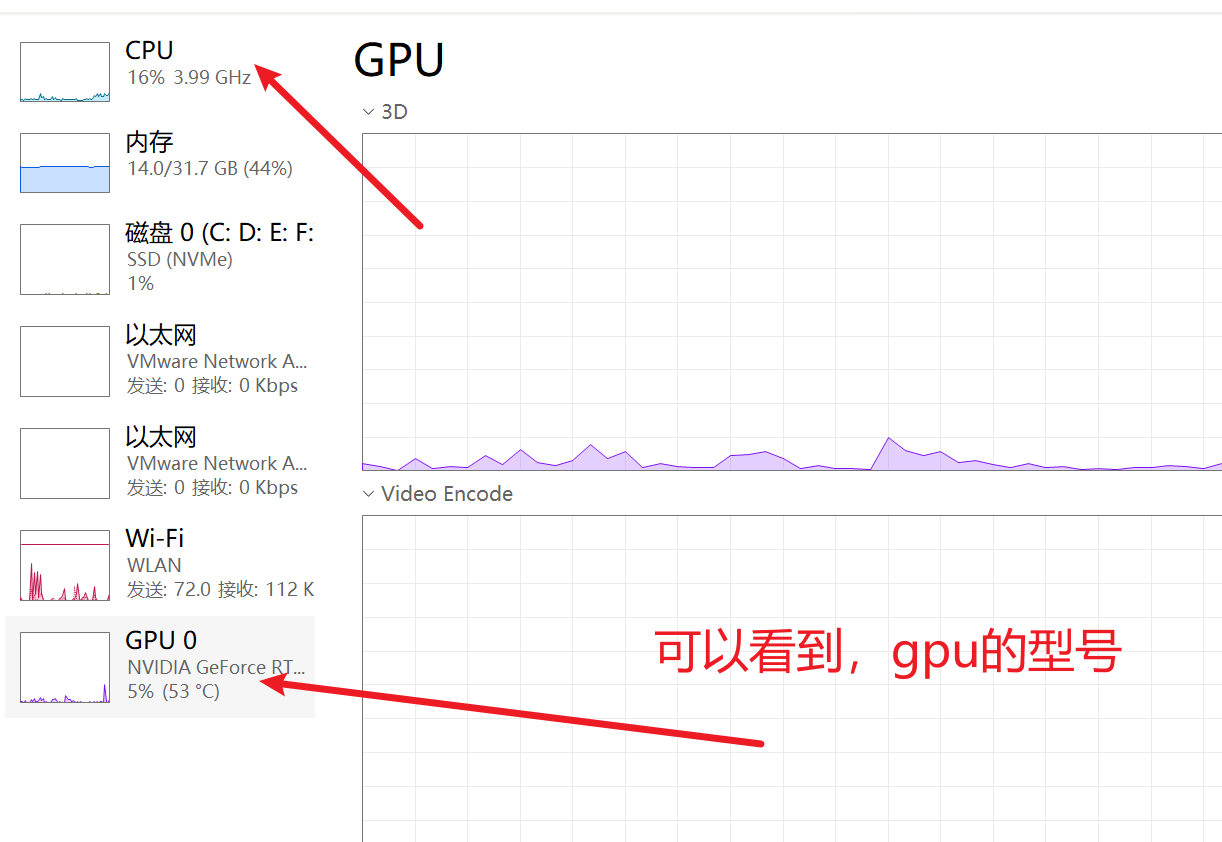 CPU
16% 3.99 GHz
内存
14.0/31.7 GB (44%)
磁盘 0 (C: D: E: F:
SSD (NVMe)
1%
以太网
VMware Network A...
发送: 0 接收: 0 Kbps
以太网
VMware Network A...
发送: 0 接收: 0 Kbps
Wi-Fi
WLAN
发送: 72.0 接收: 112 K
GPU 0
NVIDIA GeForce RT...
5% (53 °C)
GPU
3D
Video Encode
可以看到，gpu的型号